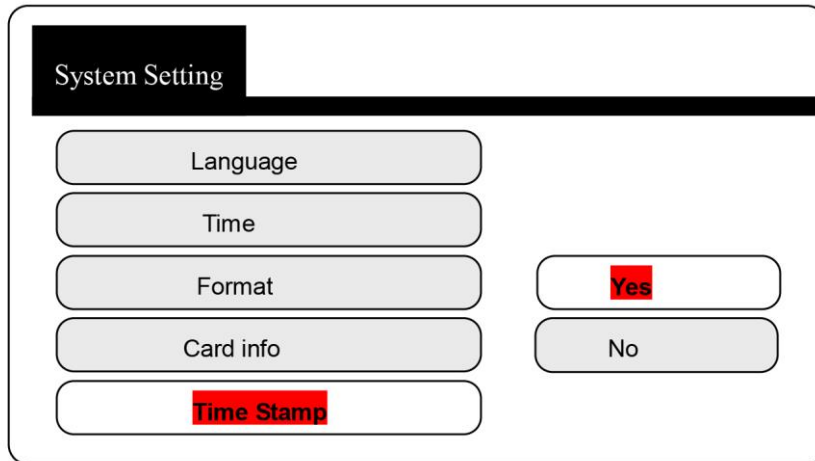 System Setting
Language
Time
Format
Yes
Card info
No
Time Stamp